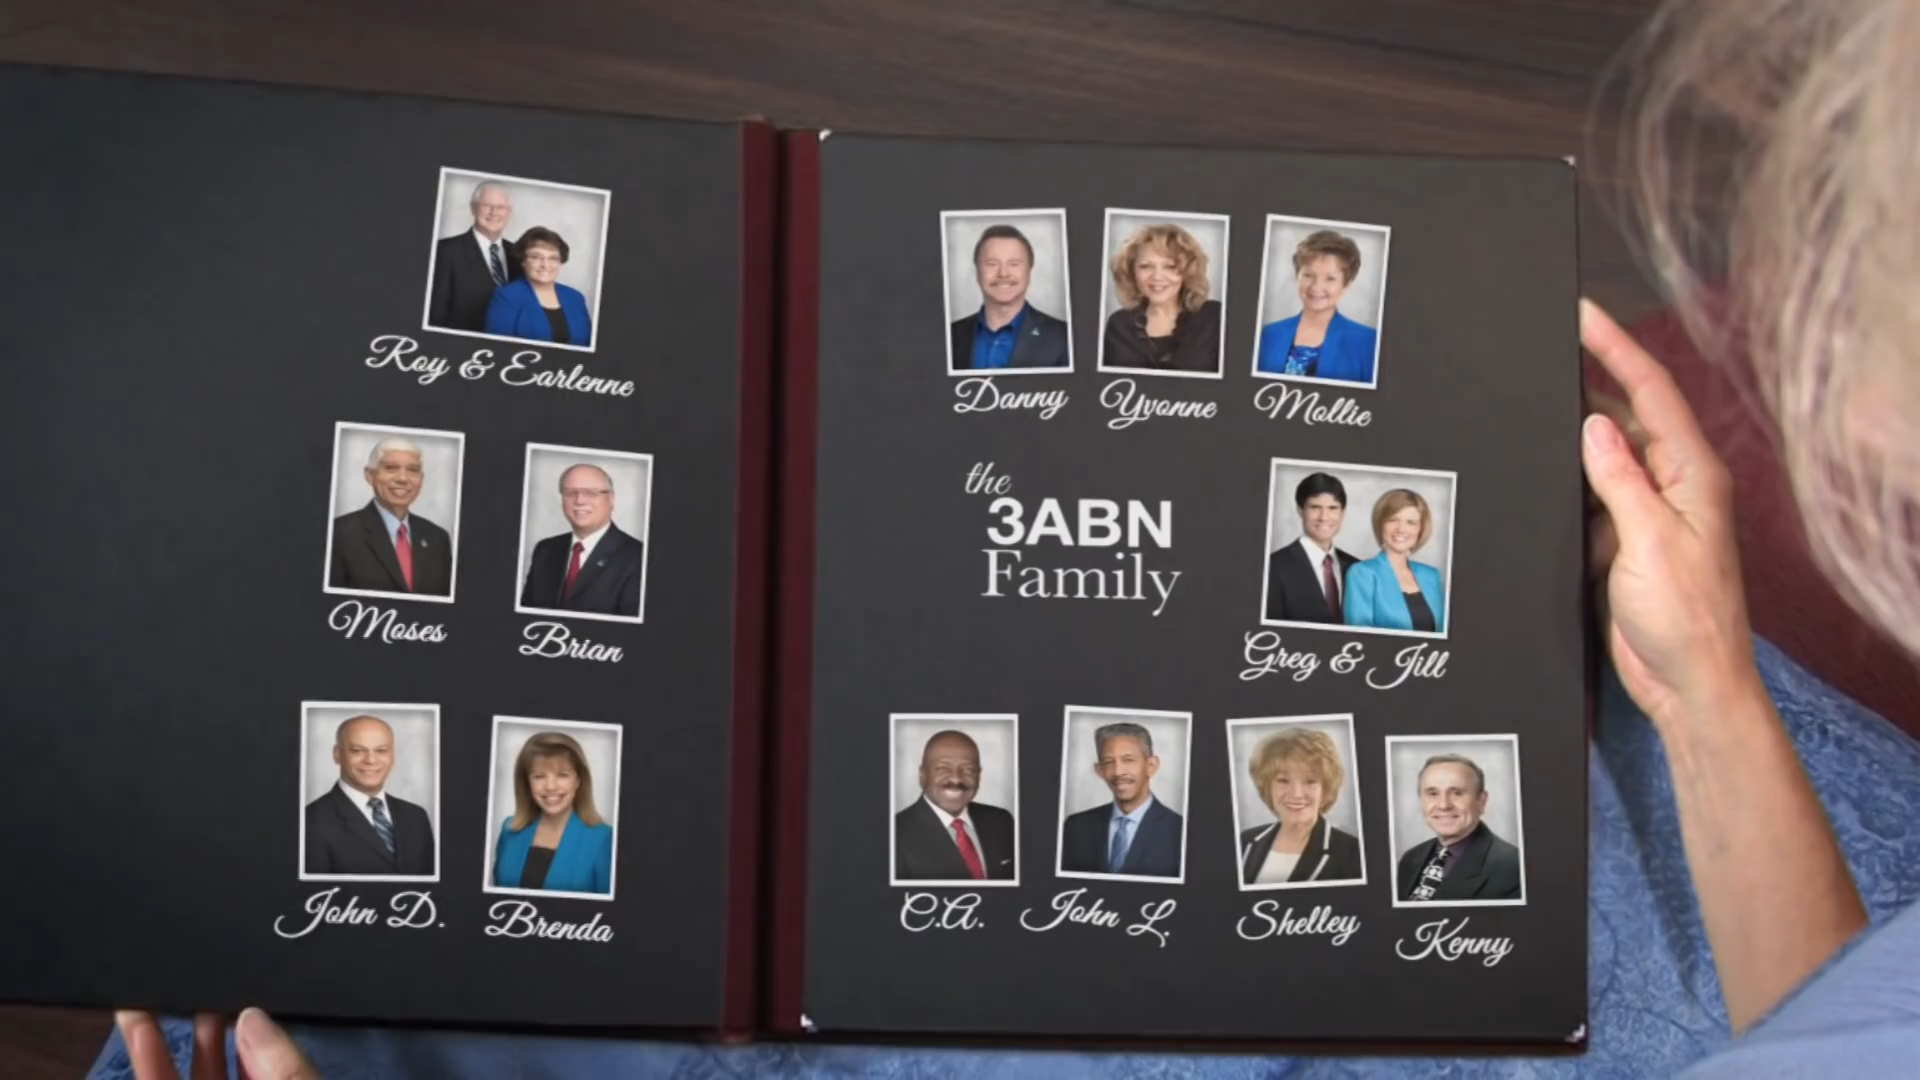 Roy & Earlenne
Moses
Brian
John D.
Brenda
Danny
Yvonne
Mollie
the
3ABN
Family
Greg & Jill
C.A.
John L.
Shelley
Kenny